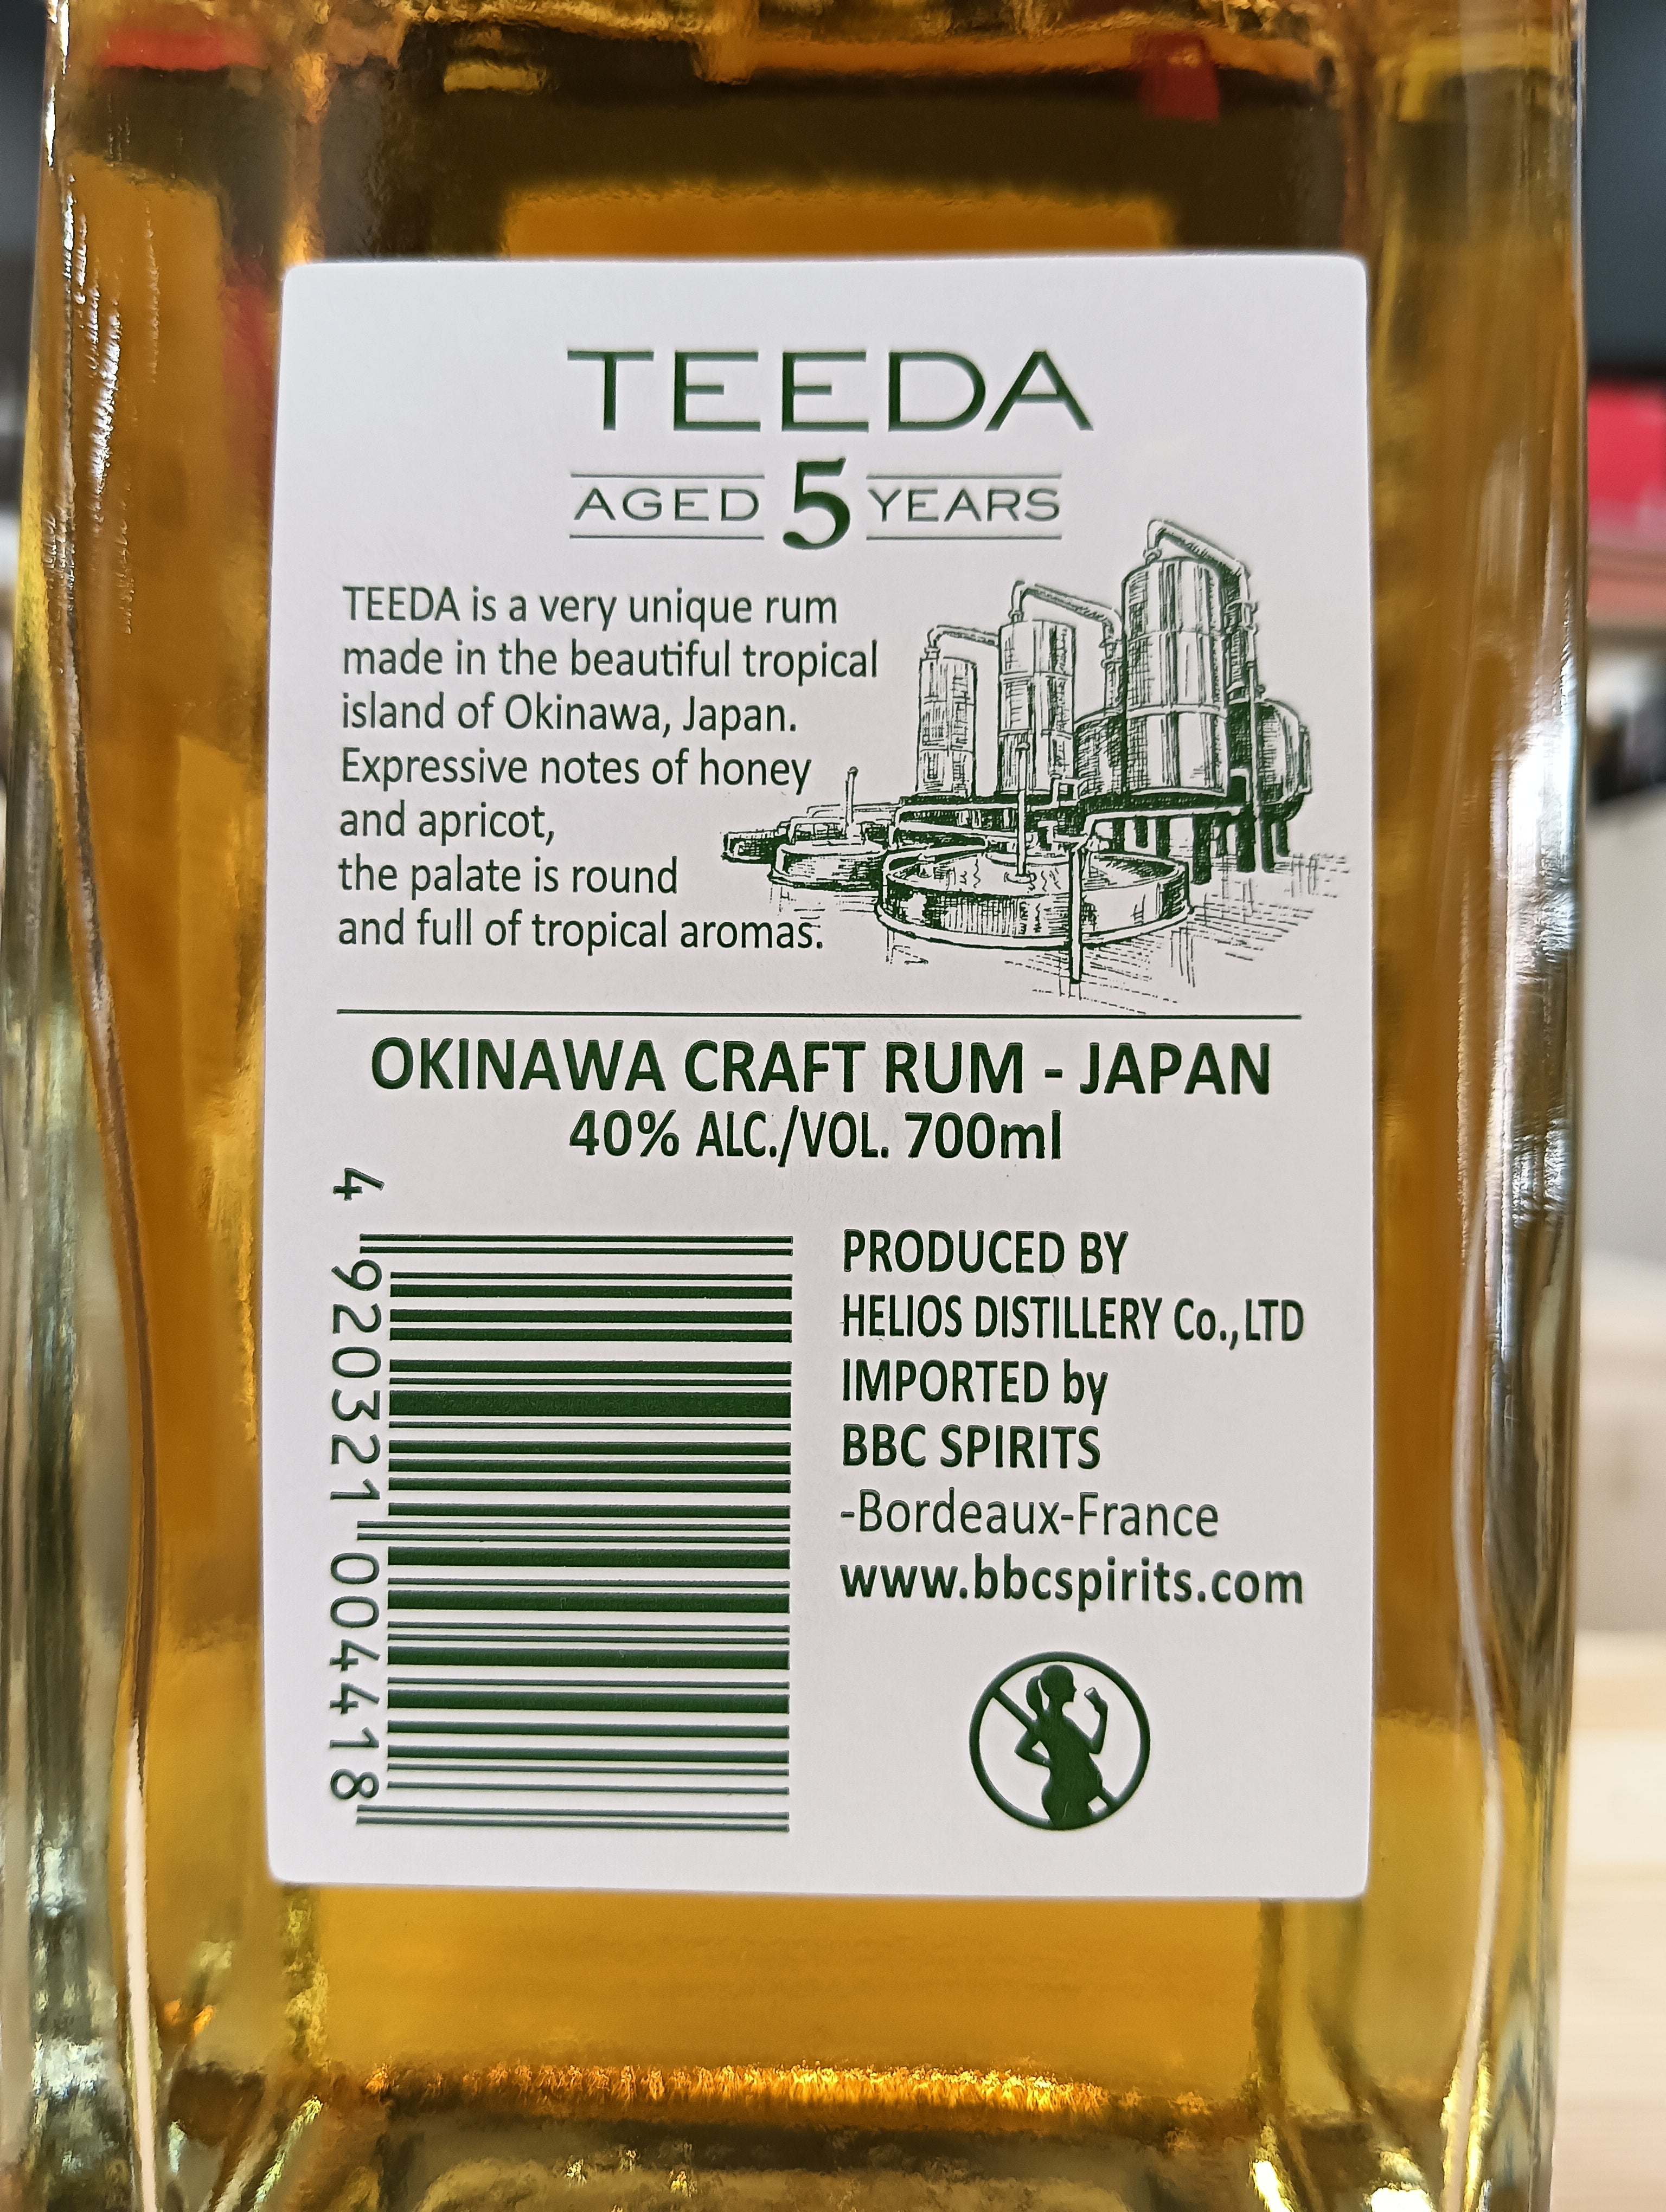 TEEDA
AGED 5 YEARS
TEEDA is a very unique rum
made in the beautiful tropical
island of Okinawa, Japan.
Expressive notes of honey
and apricot,
the palate is round
and full of tropical aromas.
OKINAWA CRAFT RUM - JAPAN
40% ALC./VOL. 700ml
4 920321 004418
PRODUCED BY
HELIOS DISTILLERY Co.,LTD
IMPORTED by
BBC SPIRITS
-Bordeaux-France
www.bbcspirits.com